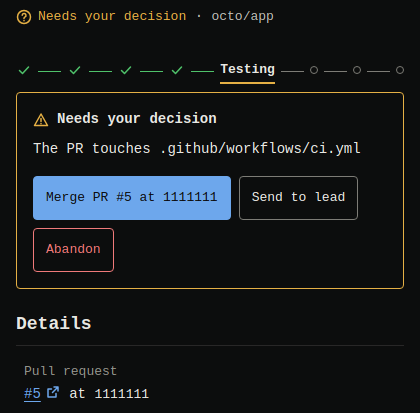 Needs your decision · octo/app
Testing
Needs your decision
The PR touches .github/workflows/ci.yml
Merge PR #5 at 1111111
Send to lead
Abandon
Details
Pull request
#5 at 1111111